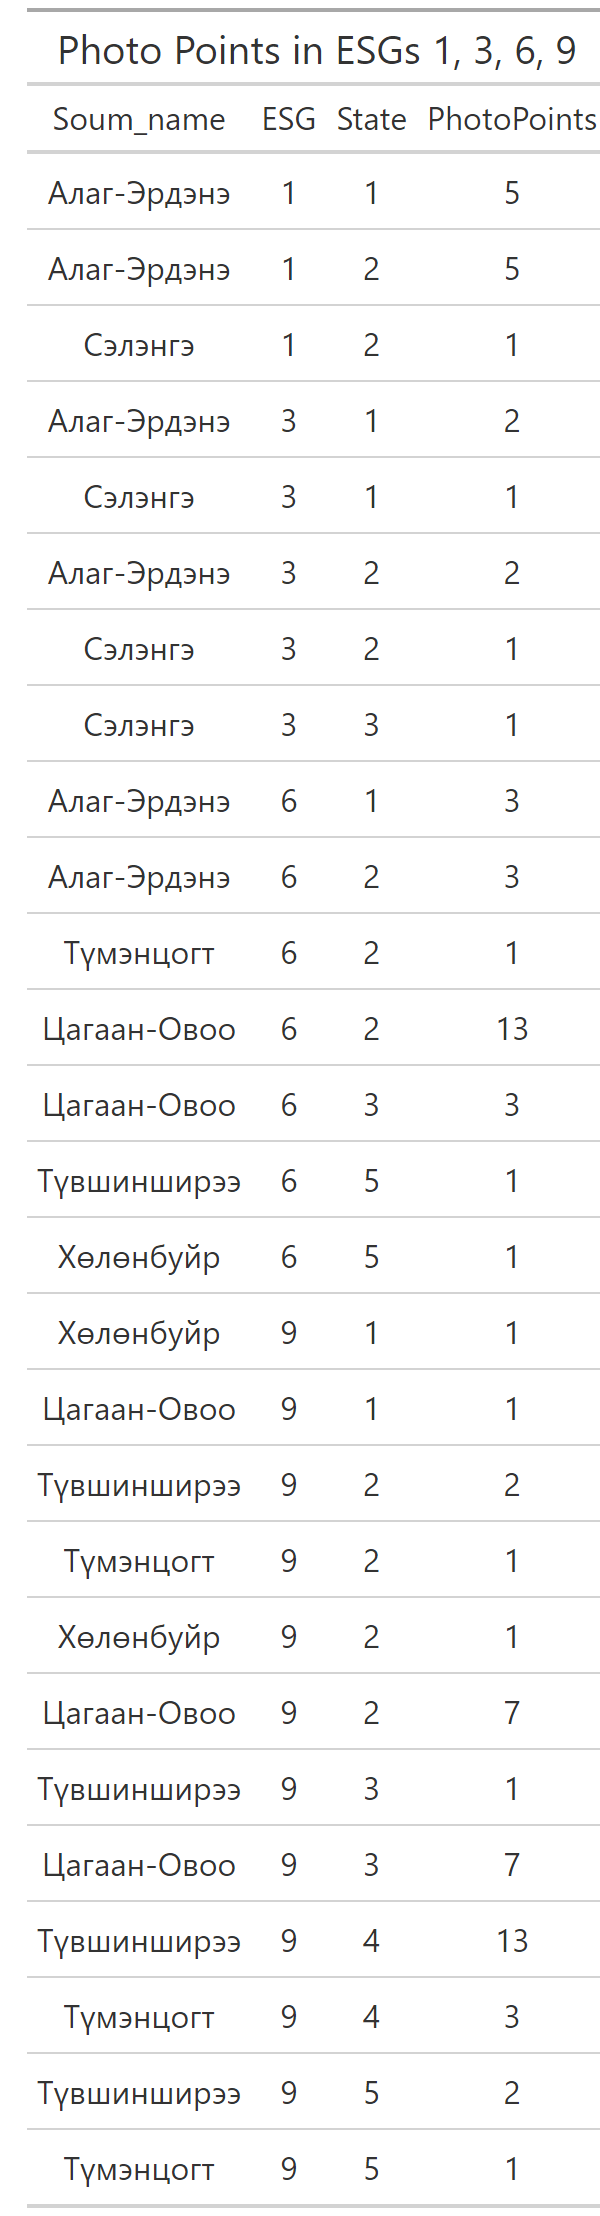 Photo Points in ESGs 1, 3, 6, 9
Soum_name ESG State PhotoPoints
Алаг-Эрдэнэ 1 1 5
Алаг-Эрдэнэ 1 2 5
Сэлэнгэ 1 2 1
Алаг-Эрдэнэ 3 1 2
Сэлэнгэ 3 1 1
Алаг-Эрдэнэ 3 2 2
Сэлэнгэ 3 2 1
Сэлэнгэ 3 3 1
Алаг-Эрдэнэ 6 1 3
Алаг-Эрдэнэ 6 2 3
Түмэнцогт 6 2 1
Цагаан-Овоо 6 2 13
Цагаан-Овоо 6 3 3
Түвшинширээ 6 5 1
Хөлөнбуйр 6 5 1
Хөлөнбуйр 9 1 1
Цагаан-Овоо 9 1 1
Түвшинширээ 9 2 2
Түмэнцогт 9 2 1
Хөлөнбуйр 9 2 1
Цагаан-Овоо 9 2 7
Түвшинширээ 9 3 1
Цагаан-Овоо 9 3 7
Түвшинширээ 9 4 13
Түмэнцогт 9 4 3
Түвшинширээ 9 5 2
Түмэнцогт 9 5 1